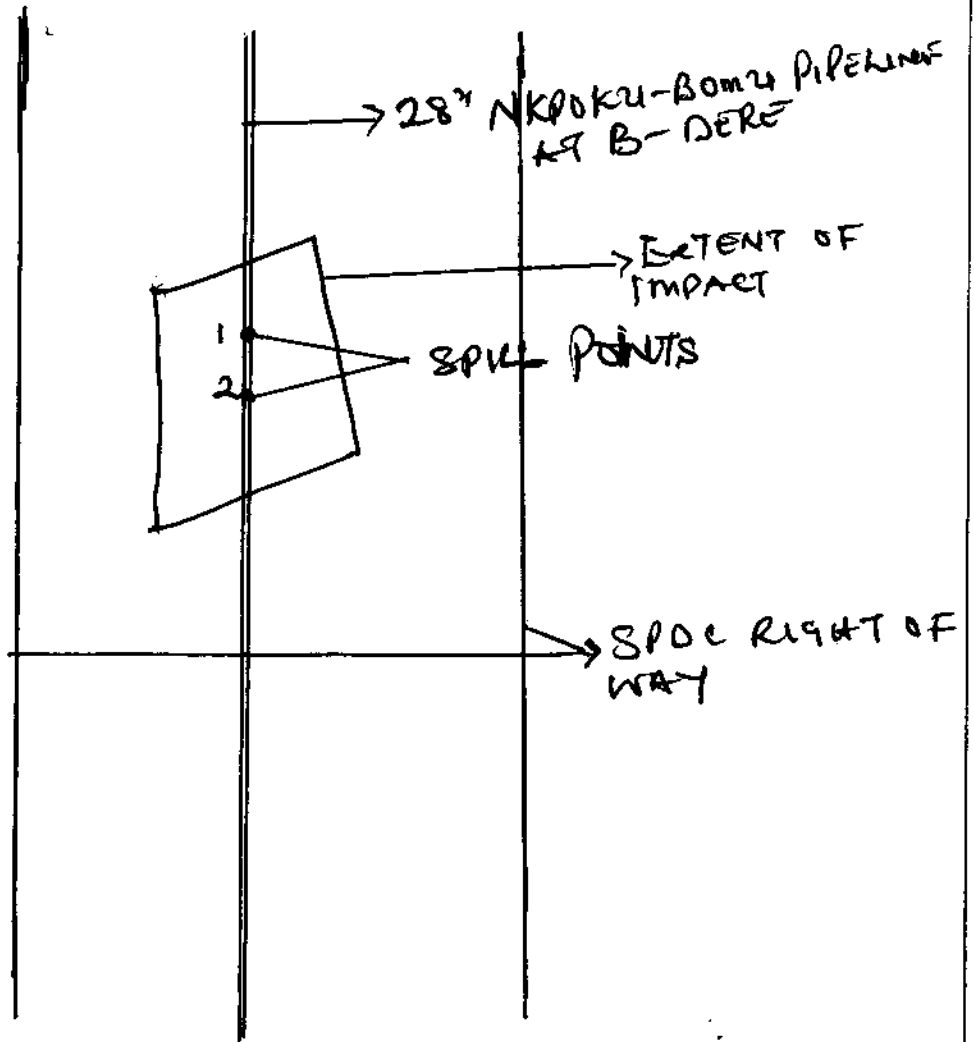 28" NKPOKU-BOMU PIPELINE
AT B-DERE
EXTENT OF
IMPACT
1
SPILL POINTS
2
SPDC RIGHT OF
WAY